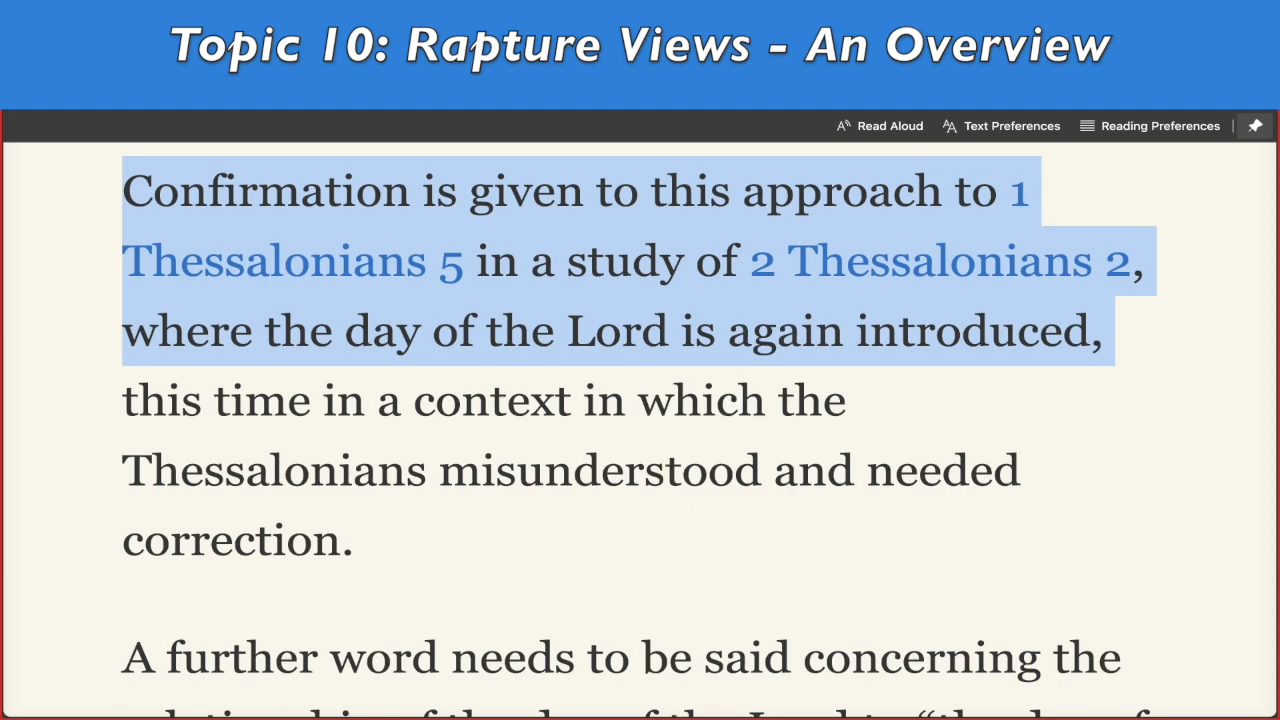 Topic 10: Rapture Views - An Overview
Read Aloud Text Preferences Reading Preferences
Confirmation is given to this approach to 1
Thessalonians 5 in a study of 2 Thessalonians 2,
where the day of the Lord is again introduced,
this time in a context in which the
Thessalonians misunderstood and needed
correction.
A further word needs to be said concerning the